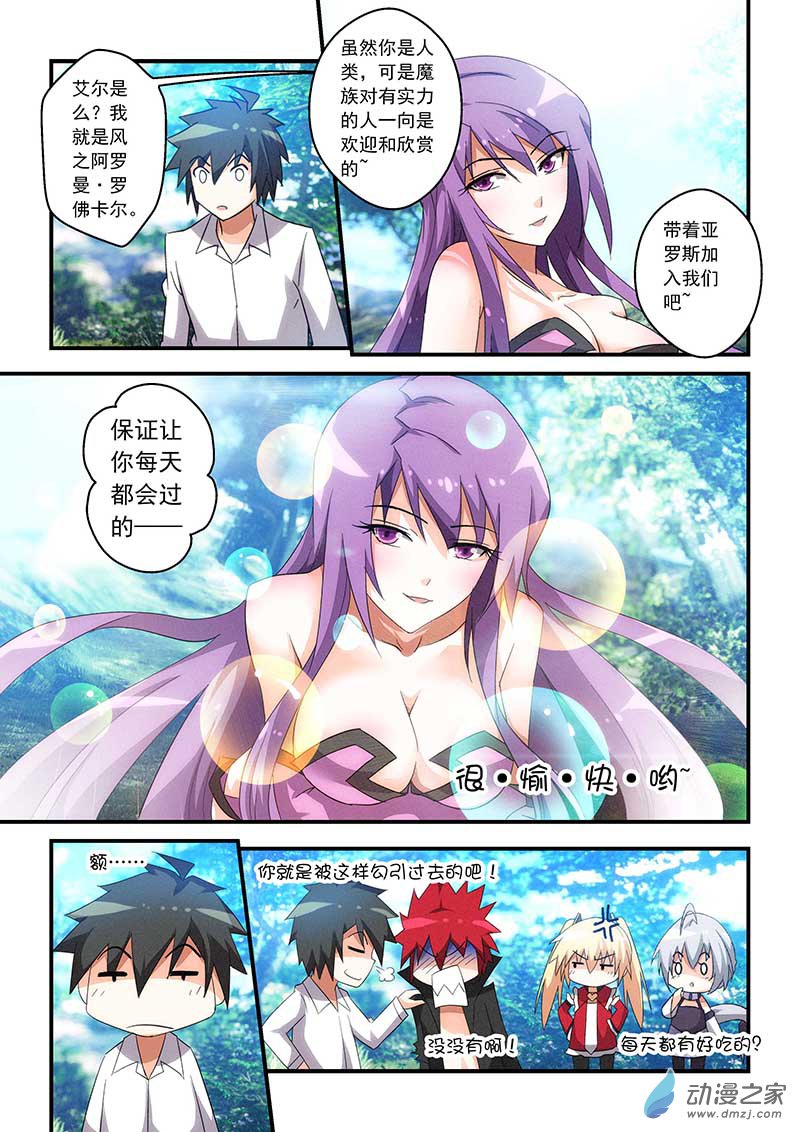 艾尔是
么？我
就是风
之阿罗
曼·罗
佛卡尔。
虽然你是人
类，可是魔
族对有实力
的人一向是
欢迎和欣赏
的~
带着亚
罗斯加
入我们
吧~
保证让
你每天
都会过
的——
很·愉·快·哟~
额……
你就是被这样勾引过去的吧！
没没有啊！
每天都有好吃的？
动漫之家
www.dmzj.com